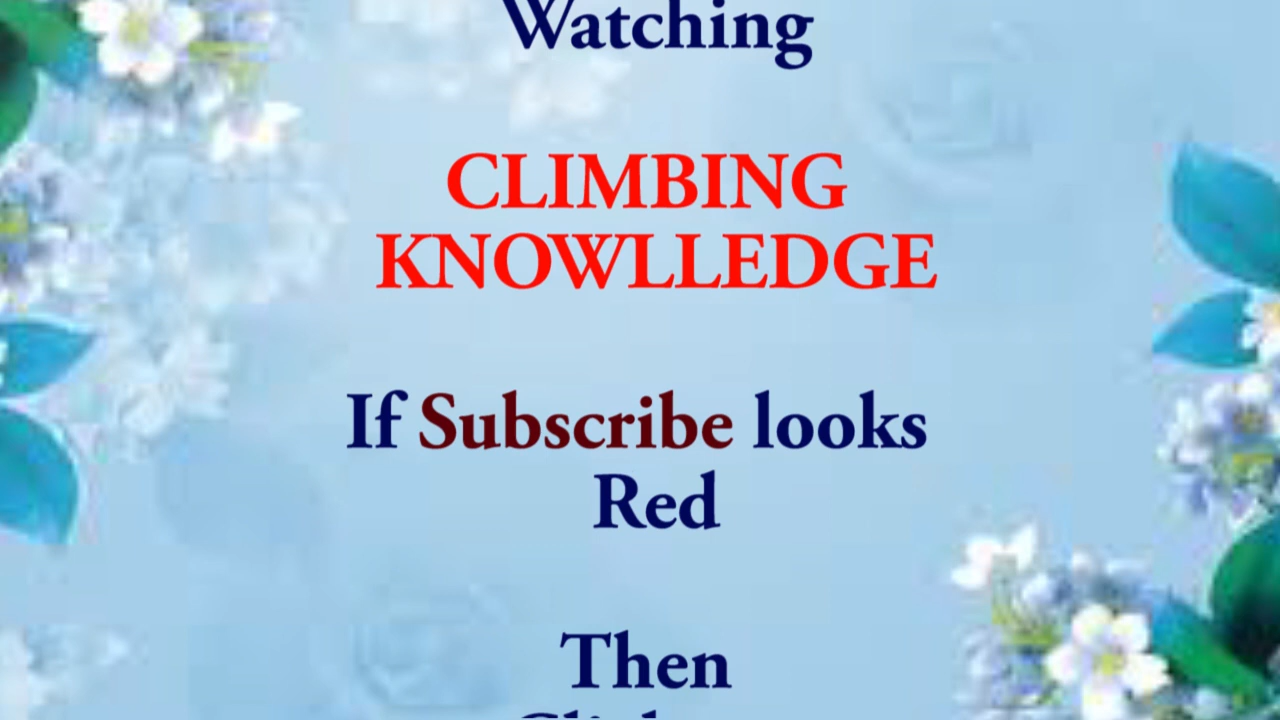 Watching
CLIMBING
KNOWLLEDGE
If Subscribe looks
Red
Then